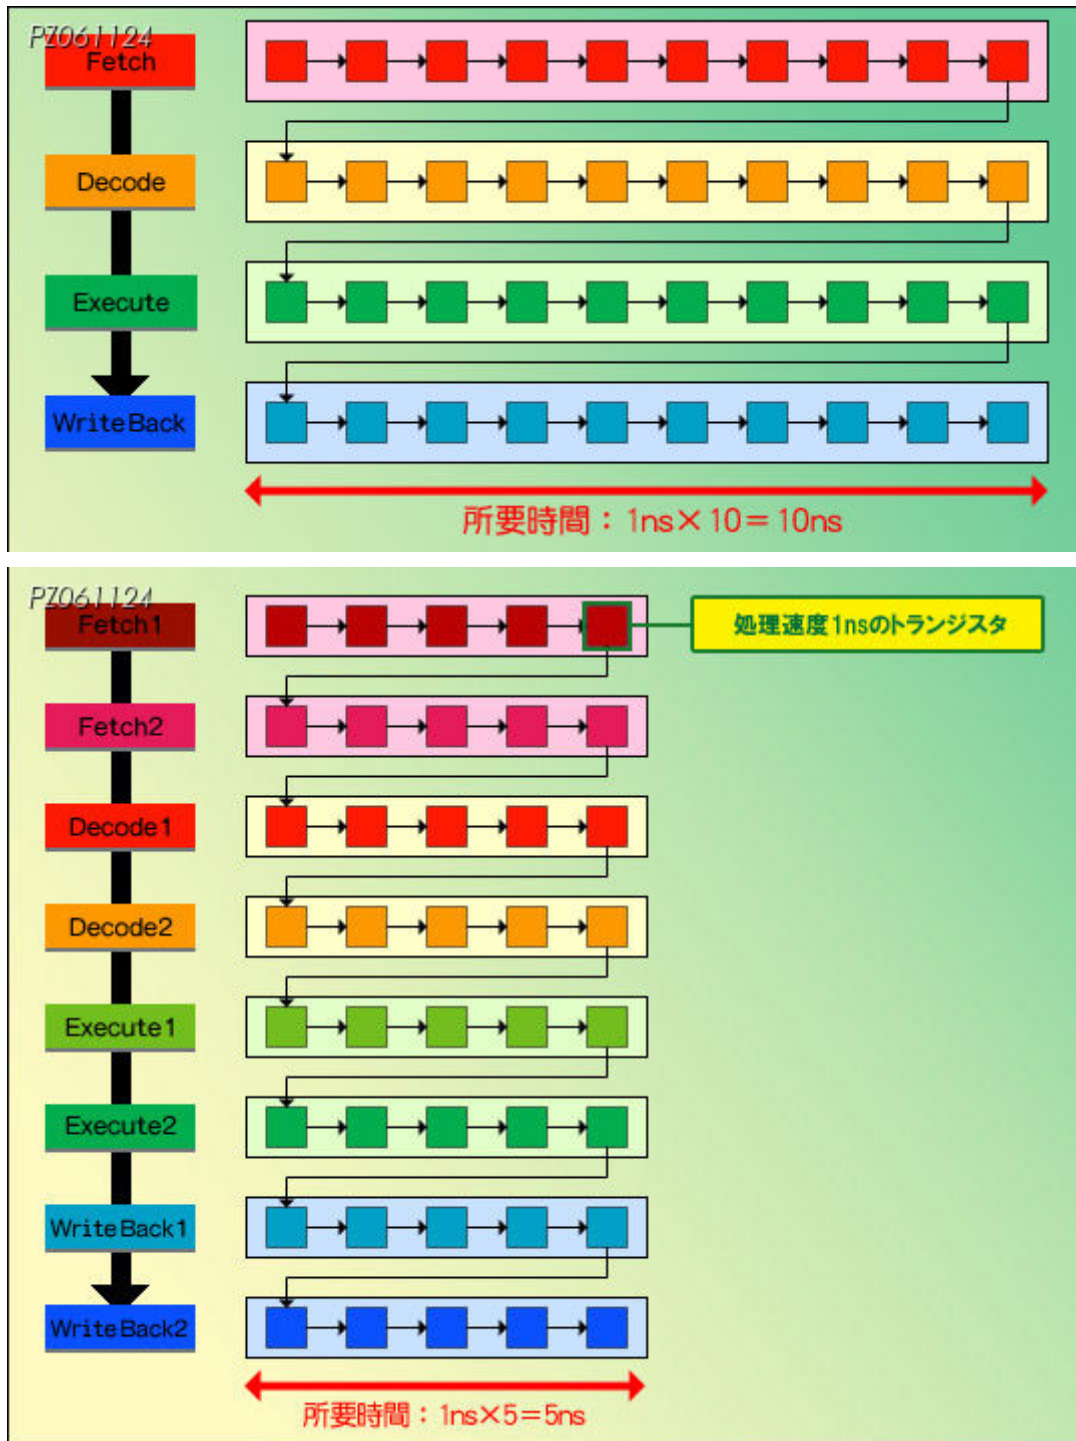 PZ061124
Fetch
Decode
Execute
WriteBack
所要時間：1ns×10＝10ns
PZ061124
Fetch1
処理速度1nsのトランジスタ
Fetch2
Decode1
Decode2
Execute1
Execute2
WriteBack1
WriteBack2
所要時間：1ns×5＝5ns